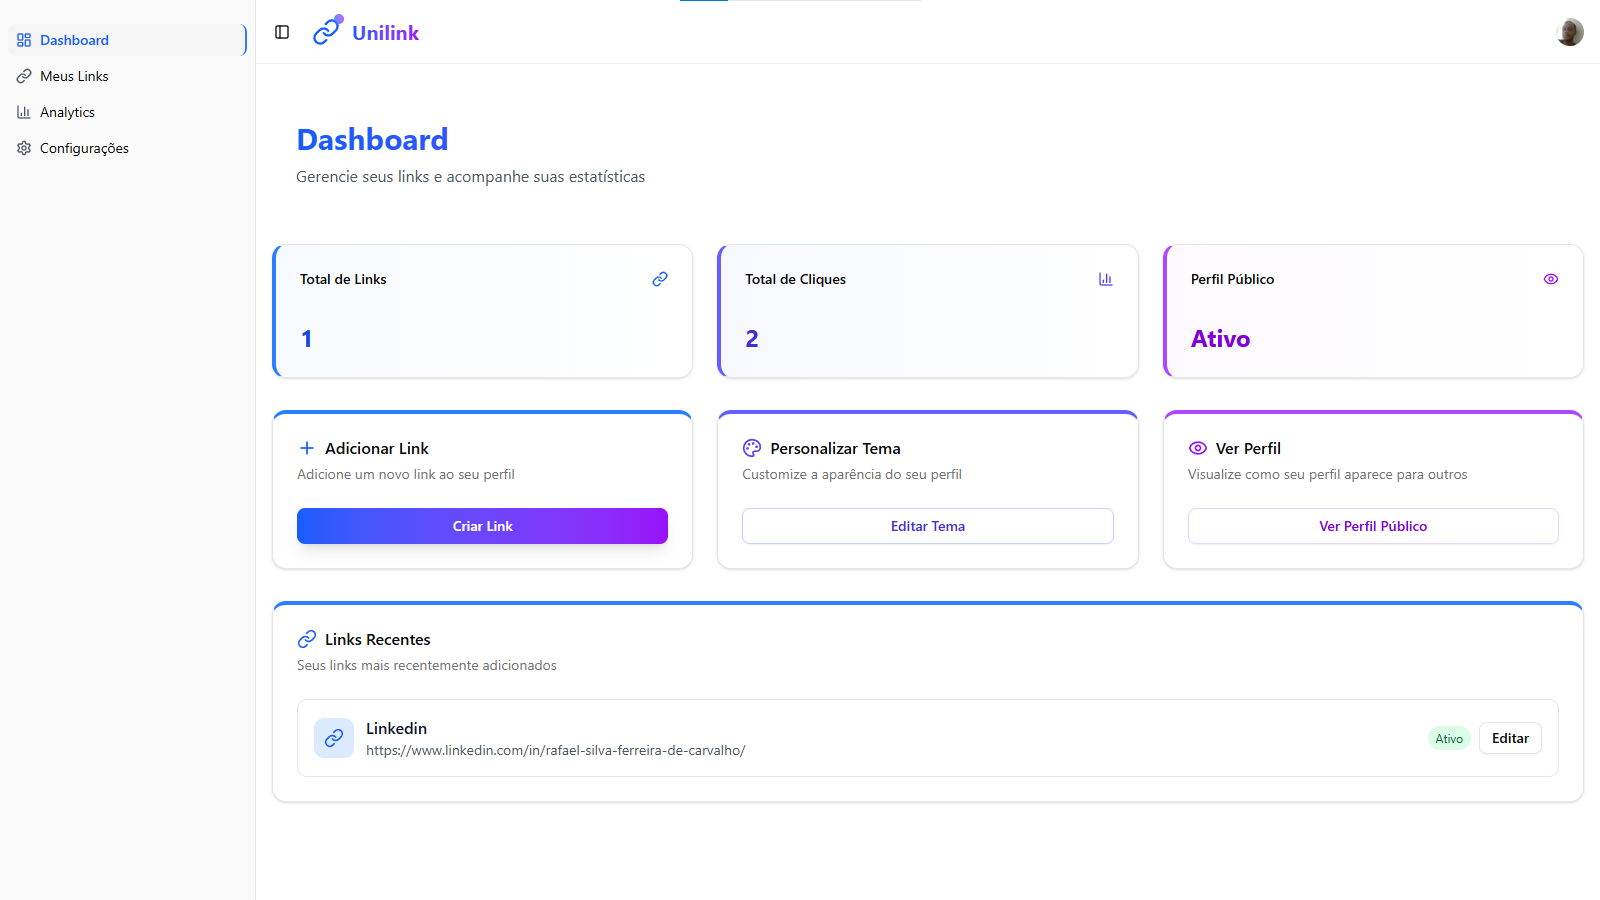 Dashboard
Meus Links
Analytics
Configurações
Unilink
Dashboard
Gerencie seus links e acompanhe suas estatísticas
Total de Links
1
Total de Cliques
2
Perfil Público
Ativo
Adicionar Link
Adicione um novo link ao seu perfil
Criar Link
Personalizar Tema
Customize a aparência do seu perfil
Editar Tema
Ver Perfil
Visualize como seu perfil aparece para outros
Ver Perfil Público
Links Recentes
Seus links mais recentemente adicionados
Linkedin
https://www.linkedin.com/in/rafael-silva-ferreira-de-carvalho/
Ativo
Editar